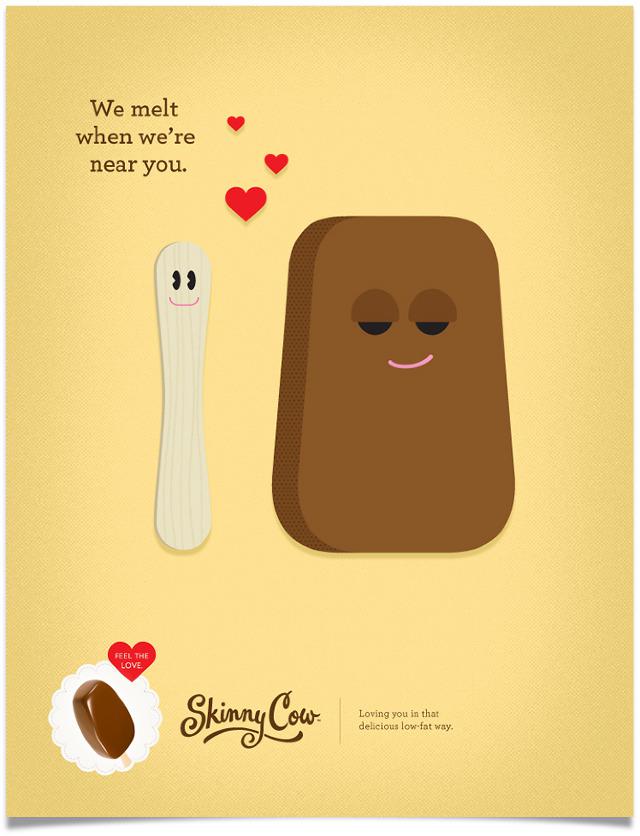 We melt
when we're
near you.
FEEL THE
LOVE.
Skinny Cow
Loving you in that
delicious low-fat way.